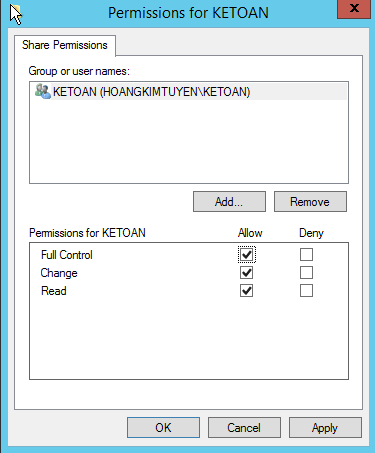 Permissions for KETOAN
x
Share Permissions
Group or user names:
KETOAN (HOANGKIMTUYEN\KETOAN)
Add... Remove
Permissions for KETOAN Allow Deny
Full Control
Change
Read
OK Cancel Apply